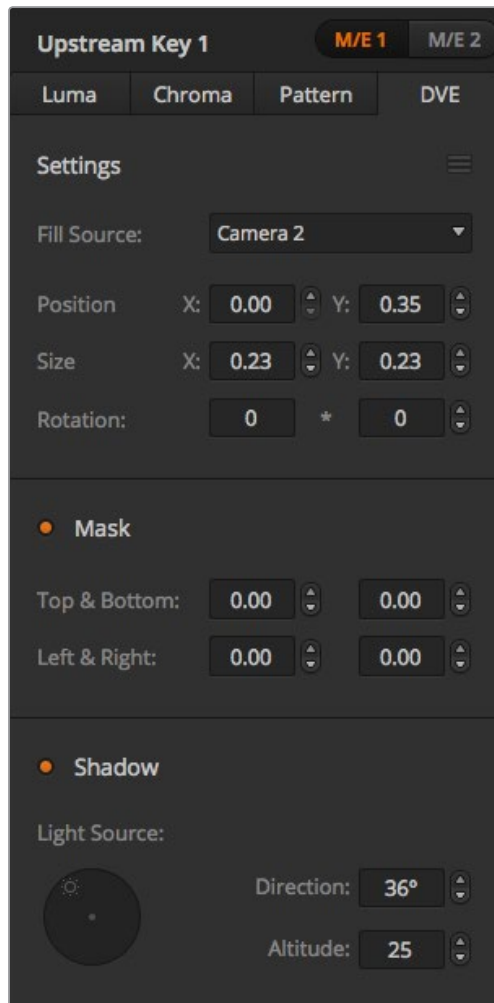 Upstream Key 1 M/E 1 M/E 2
Luma Chroma Pattern DVE
Settings
Fill Source: Camera 2
Position X: 0.00 Y: 0.35
Size X: 0.23 Y: 0.23
Rotation: 0 * 0
Mask
Top & Bottom: 0.00 0.00
Left & Right: 0.00 0.00
Shadow
Light Source:
Direction: 36º
Altitude: 25